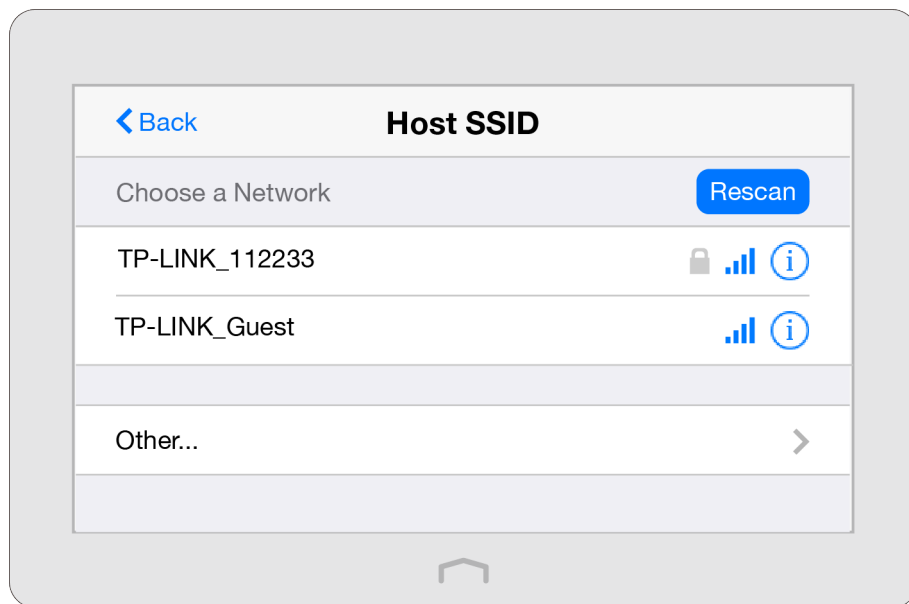 Back
Host SSID
Choose a Network
Rescan
TP-LINK_112233
i
TP-LINK_Guest
i
Other...